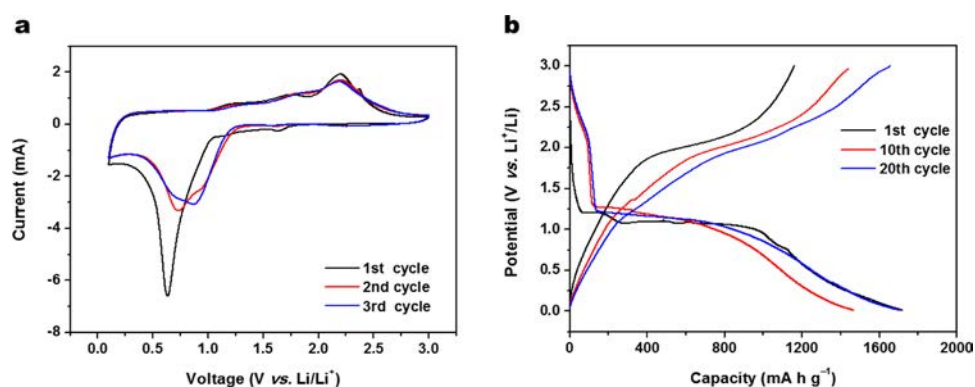 a
2
0
-2
-4
-6
-8
0.0 0.5 1.0 1.5 2.0 2.5 3.0
Current (mA)
Voltage (V vs. Li/Li⁺)
1st cycle
2nd cycle
3rd cycle
b
3.0
2.5
2.0
1.5
1.0
0.5
0.0
0 400 800 1200 1600 2000
Potential (V vs. Li⁺/Li)
Capacity (mA h g⁻¹)
1st cycle
10th cycle
20th cycle